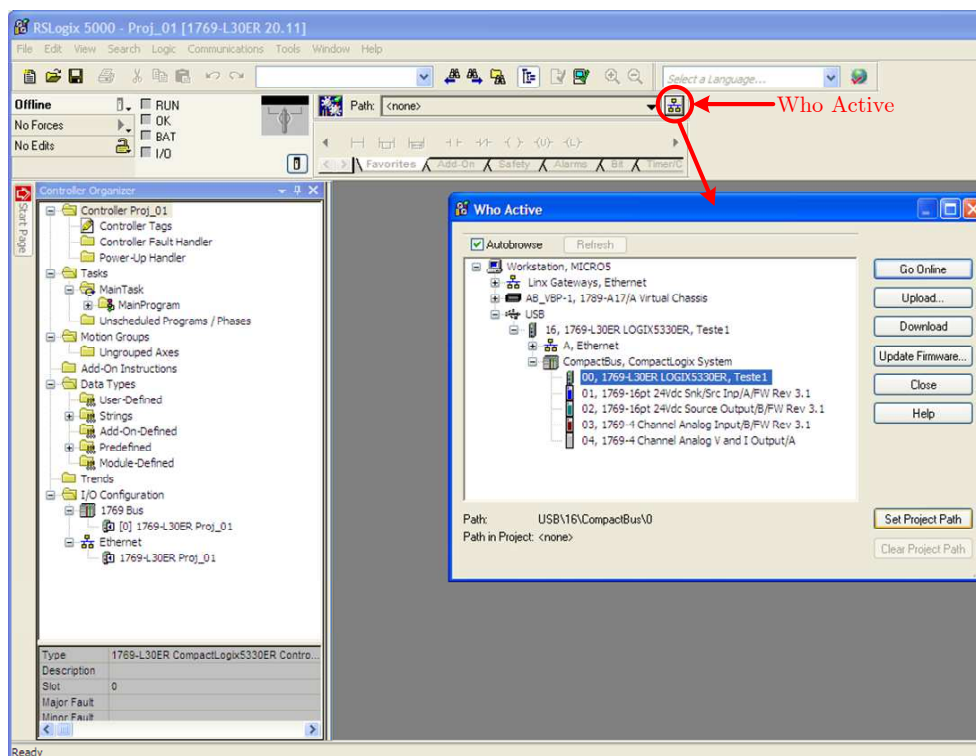 RSLogix 5000 - Proj_01 [1769-L30ER 20.11]
File Edit View Search Logic Communications Tools Window Help
Select a Language...
Offline
RUN
Path: <none>
Who Active
No Forces
OK
No Edits
BAT
I/O
Favorites Add-On Safety Alarms Bit Timer/C
Start Page
Controller Organizer
Controller Proj_01
Controller Tags
Controller Fault Handler
Power-Up Handler
Tasks
MainTask
MainProgram
Unscheduled Programs / Phases
Motion Groups
Ungrouped Axes
Add-On Instructions
Data Types
User-Defined
Strings
Add-On-Defined
Predefined
Module-Defined
Trends
I/O Configuration
1769 Bus
[0] 1769-L30ER Proj_01
Ethernet
1769-L30ER Proj_01
Type 1769-L30ER CompactLogix5330ER Contro...
Description
Slot 0
Major Fault
Minor Fault
Who Active
Autobrowse Refresh
Workstation, MICRO5
Linx Gateways, Ethernet
AB_VBP-1, 1789-A17/A Virtual Chassis
USB
16, 1769-L30ER LOGIX5330ER, Teste1
A, Ethernet
CompactBus, CompactLogix System
00, 1769-L30ER LOGIX5330ER, Teste1
01, 1769-16pt 24Vdc Snk/Src Inp/A/FW Rev 3.1
02, 1769-16pt 24Vdc Source Output/B/FW Rev 3.1
03, 1769-4 Channel Analog Input/B/FW Rev 3.1
04, 1769-4 Channel Analog V and I Output/A
Go Online
Upload...
Download
Update Firmware...
Close
Help
Path: USB\16\CompactBus\0
Path in Project: <none>
Set Project Path
Clear Project Path
Ready